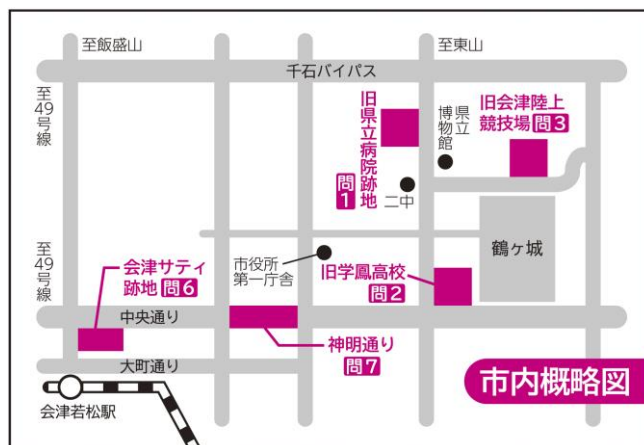 至飯盛山
至東山
千石バイパス
至49号線
旧県立病院跡地
問1
県立
博物館
旧会津陸上
競技場 問3
二中
至49号線
会津サティ
跡地 問6
市役所
第一庁舎
旧学鳳高校
問2
鶴ヶ城
中央通り
神明通り
問7
大町通り
会津若松駅
市内概略図